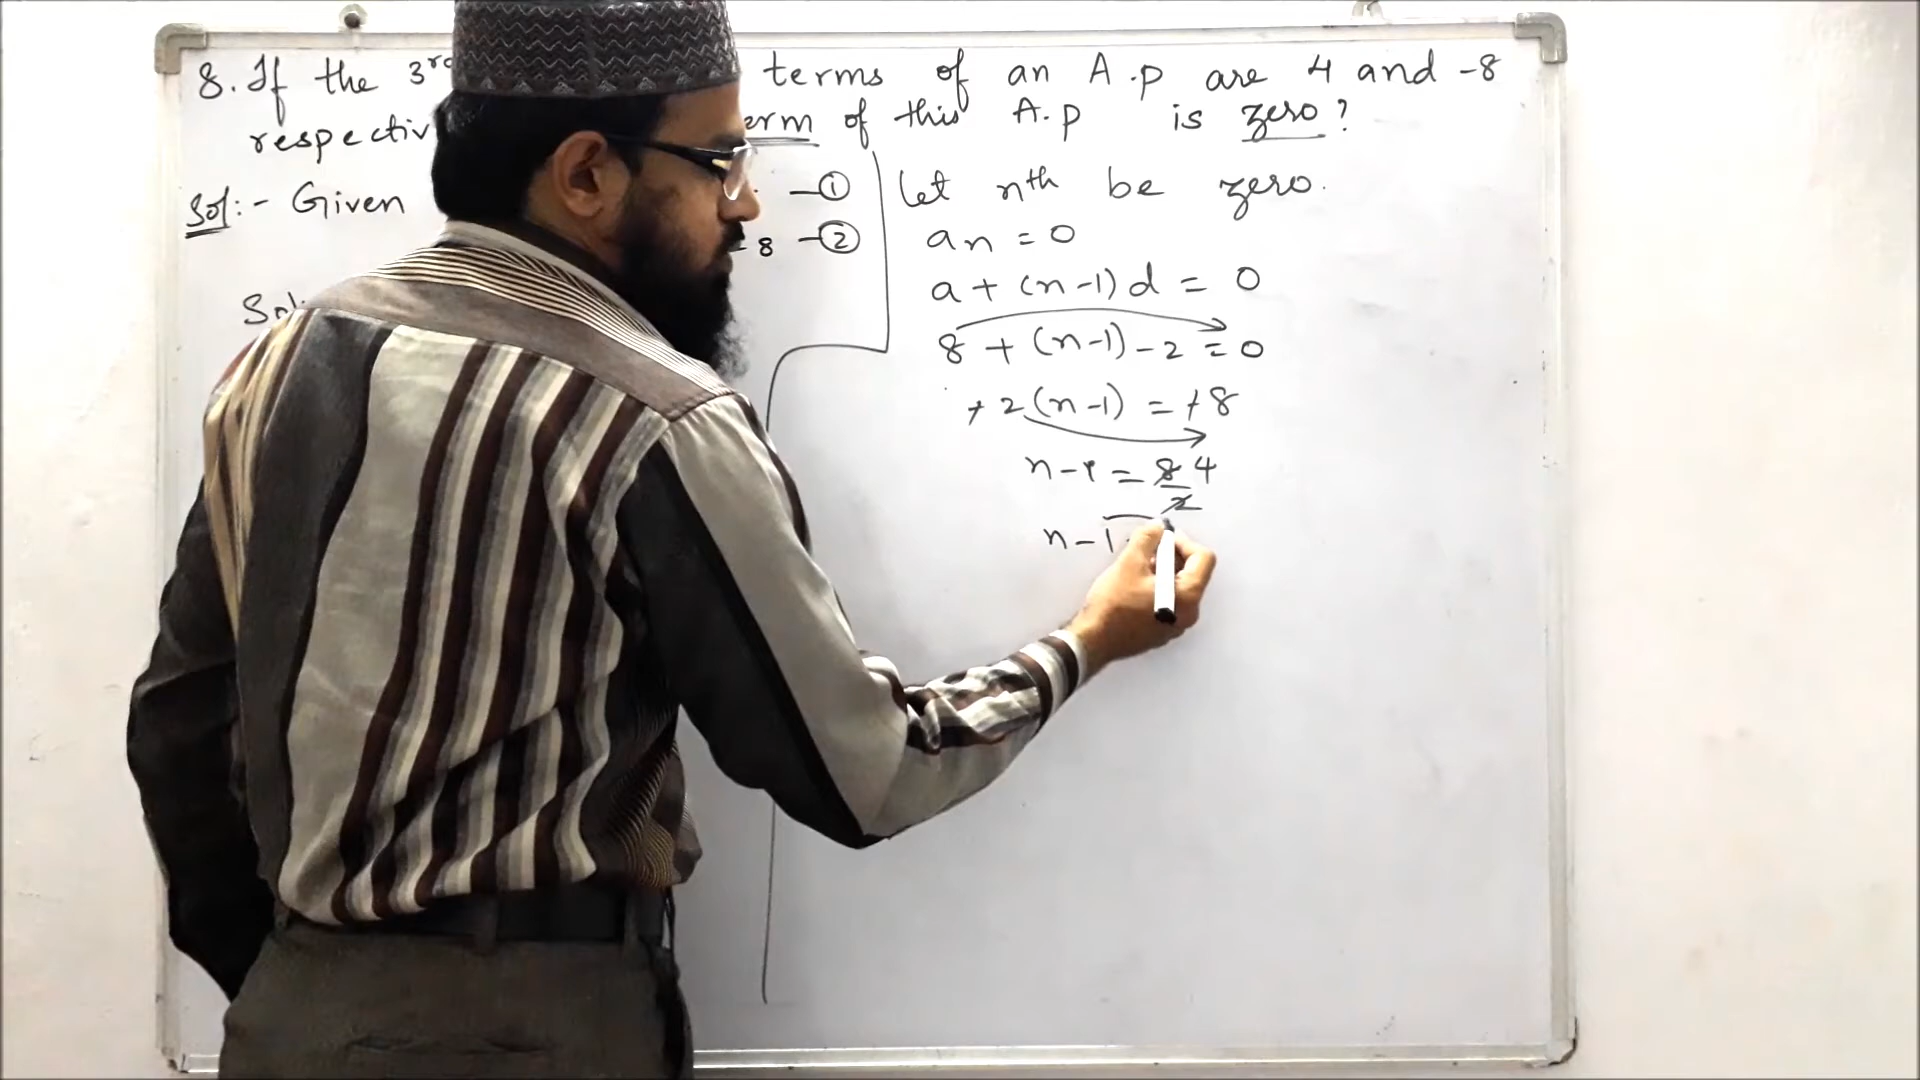 8. If the 3rd terms of an A.p are 4 and -8
respectiv erm of this A.p is zero?
Sol:- Given
— ①
8 — ②
Sol
Let nth be zero.
an = 0
a + (n-1)d = 0
8 + (n-1) -2 = 0
+2(n-1) = +8
n-1 = 8/2 4
n-1